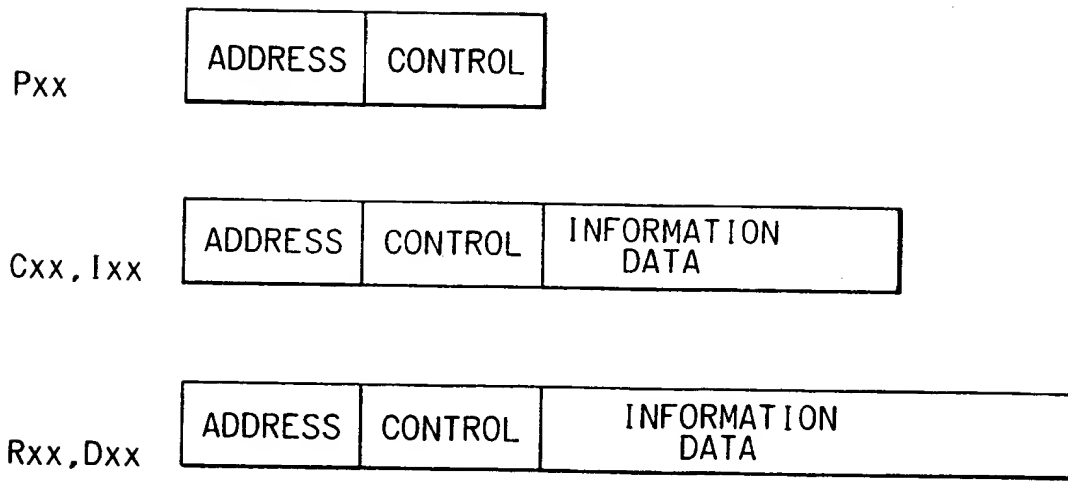 Pxx ADDRESS CONTROL
Cxx, Ixx ADDRESS CONTROL INFORMATION
DATA
Rxx, Dxx ADDRESS CONTROL INFORMATION
DATA